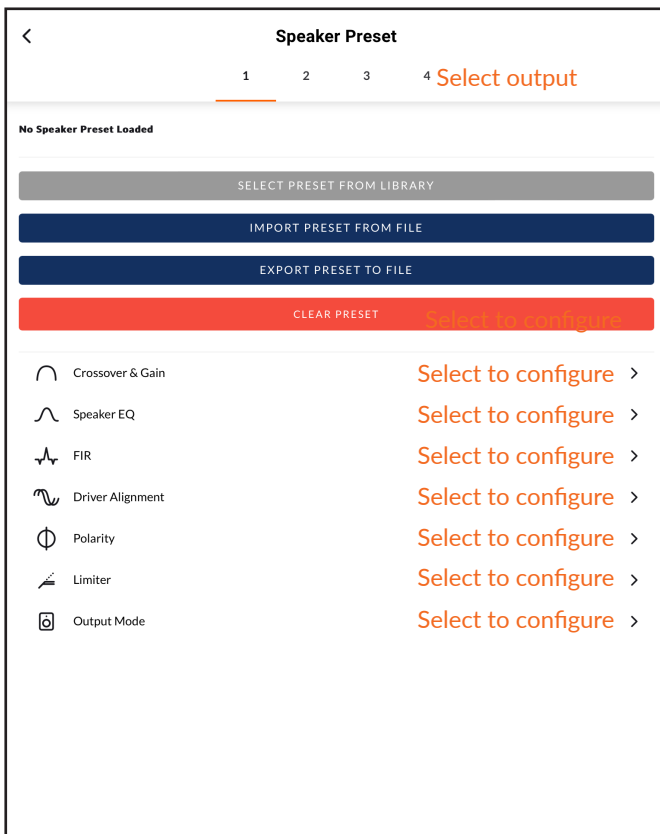 Speaker Preset
1 2 3 4 Select output
No Speaker Preset Loaded
SELECT PRESET FROM LIBRARY
IMPORT PRESET FROM FILE
EXPORT PRESET TO FILE
CLEAR PRESET Select to configure
Crossover & Gain Select to configure
Speaker EQ Select to configure
FIR Select to configure
Driver Alignment Select to configure
Polarity Select to configure
Limiter Select to configure
Output Mode Select to configure